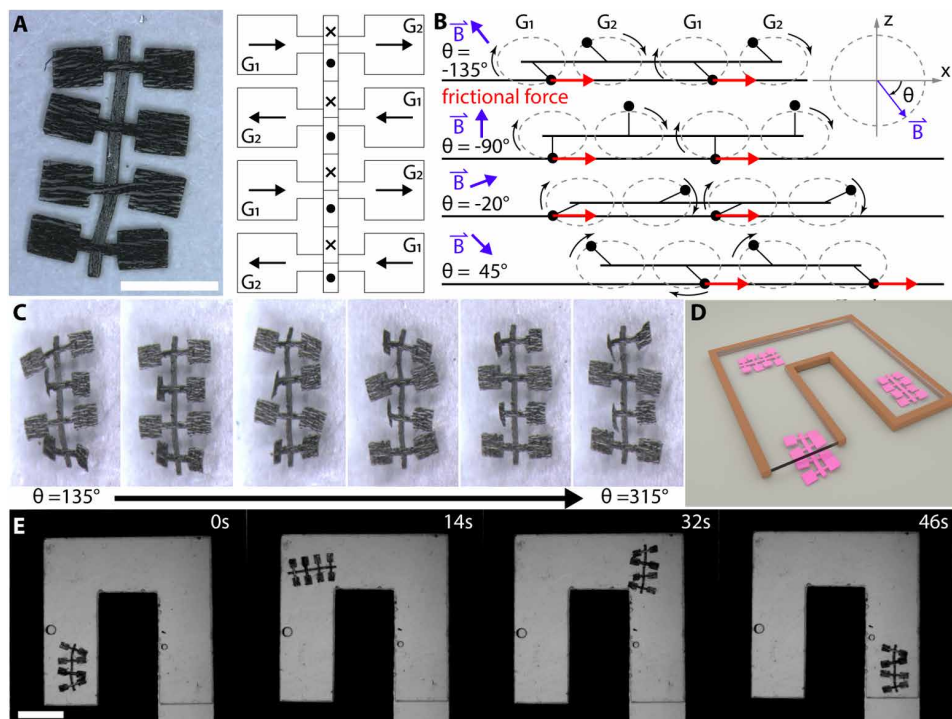 A
G2
G1
G1
G2
G2
G1
G1
G2
B
B
θ =
-135°
G1
G2
G1
G2
z
x
θ
B
frictional force
B
θ = -90°
B
θ = -20°
B
θ = 45°
C
θ =135°
θ =315°
D
E
0s
14s
32s
46s